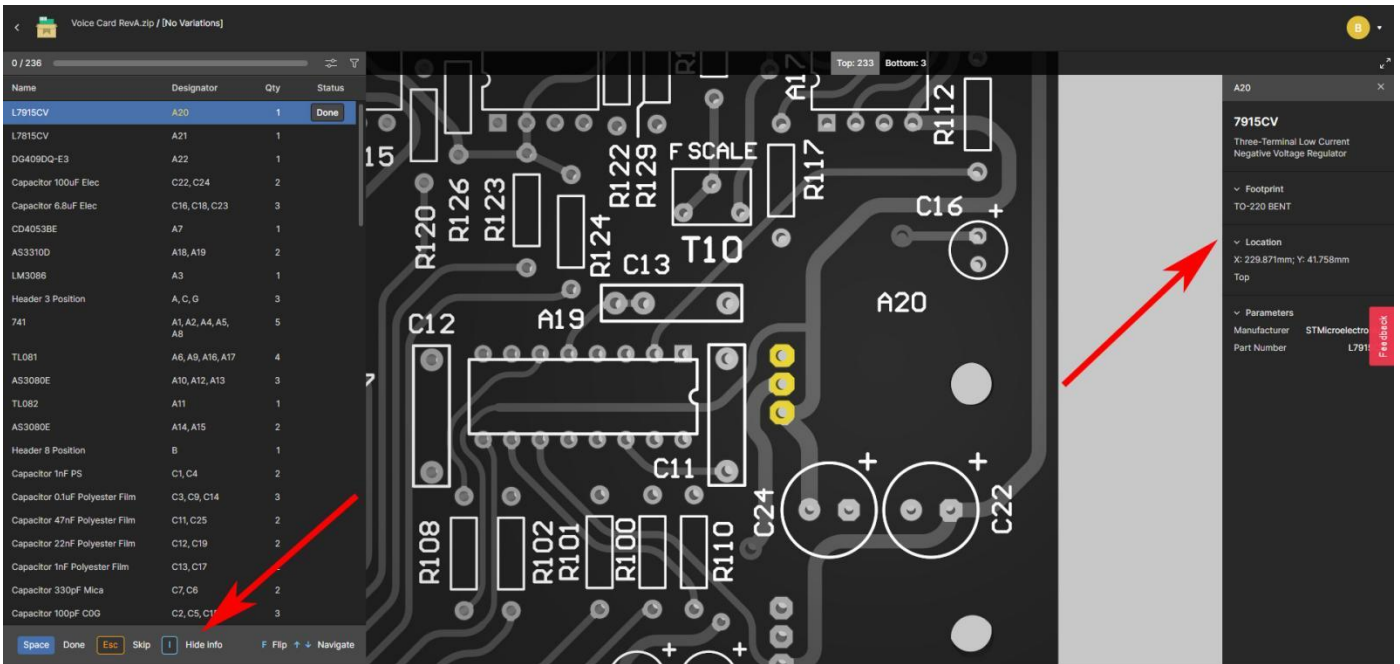 Voice Card RevA.zip / [No Variations]
B
0 / 236
Top: 233 Bottom: 3
Name Designator Qty Status
L7915CV A20 1 Done
L7815CV A21 1
DG409DQ-E3 A22 1
Capacitor 100uF Elec C22, C24 2
Capacitor 6.8uF Elec C16, C18, C23 3
CD4053BE A7 1
AS3310D A18, A19 2
LM3086 A3 1
Header 3 Position A, C, G 3
741 A1, A2, A4, A5, 5
A8
TL081 A6, A9, A16, A17 4
AS3080E A10, A12, A13 3
TL082 A11 1
AS3080E A14, A15 2
Header 8 Position B 1
Capacitor 1nF PS C1, C4 2
Capacitor 0.1uF Polyester Film C3, C9, C14 3
Capacitor 47nF Polyester Film C11, C25 2
Capacitor 22nF Polyester Film C12, C19 2
Capacitor 1nF Polyester Film C13, C17
Capacitor 330pF Mica C7, C6 2
Capacitor 100pF C0G C2, C5, 3
Space Done Esc Skip I Hide info F Flip ↑ ↓ Navigate
15
R120
R126
R123
R122
R129
F SCALE
R117
R112
R124
T10
C16 +
C13
A19
A20
C12
C11
C24
+
+
C22
R108
R102
R101
R100
R110
+
+
A20
7915CV
Three-Terminal Low Current
Negative Voltage Regulator
Footprint
TO-220 BENT
Location
X: 229.871mm; Y: 41.758mm
Top
Parameters
Manufacturer STMicroelectro
Part Number L791
Feedback